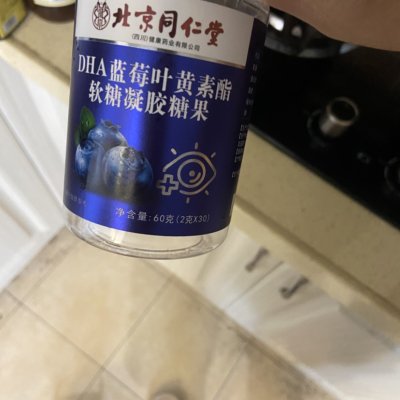 北京同仁堂
(四川)健康药业有限公司
DHA蓝莓叶黄素酯
软糖凝胶糖果
净含量:60克(2克X30)